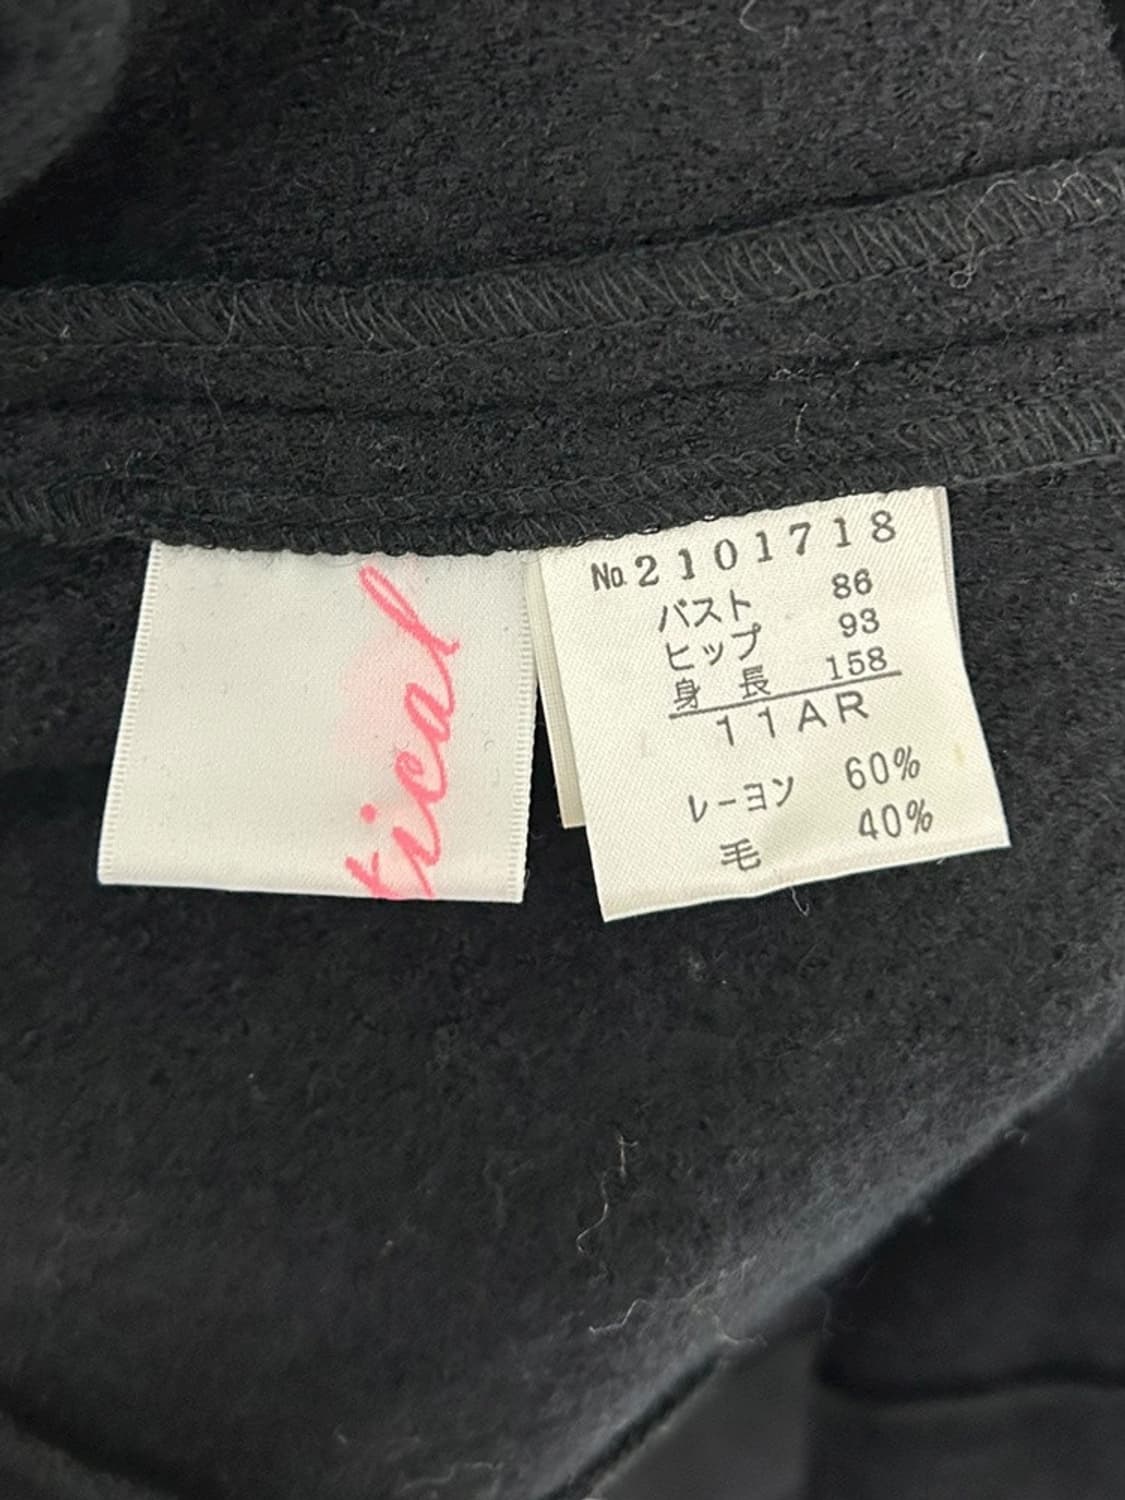 tical
No. 2101718
バスト 86
ヒップ 93
身長 158
11AR
レーヨン 60%
毛 40%